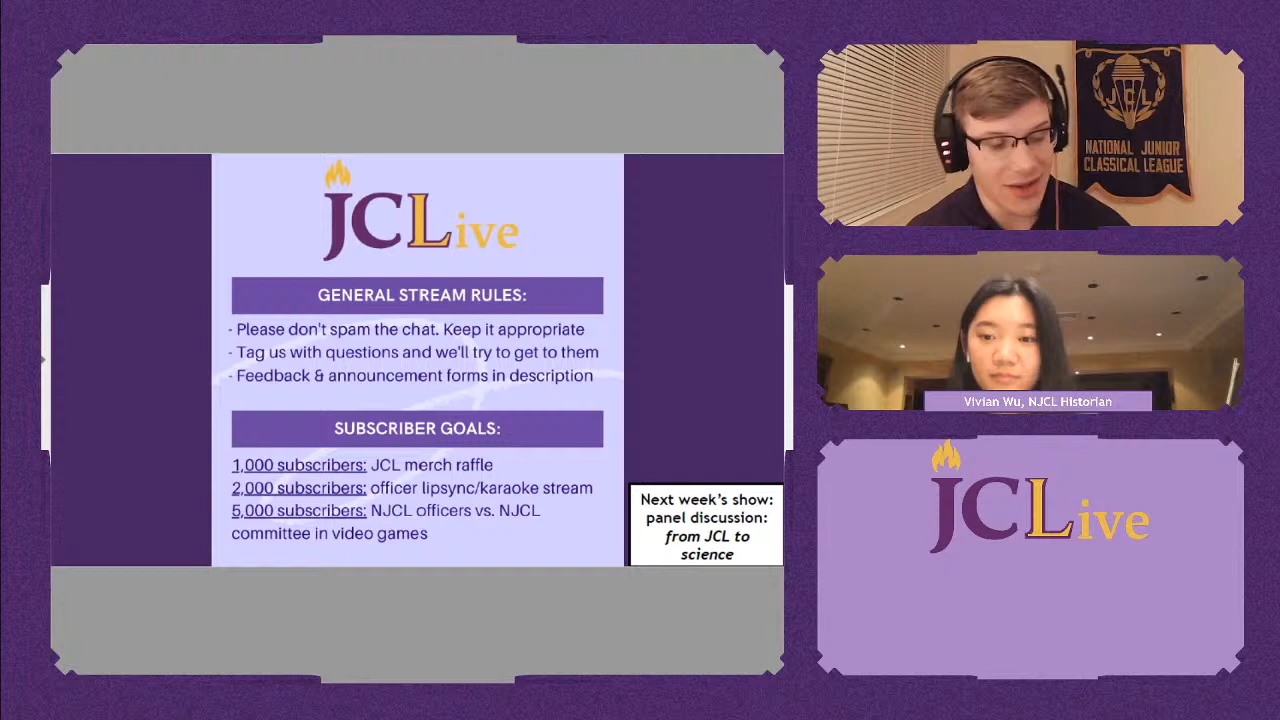 JCLive
GENERAL STREAM RULES:
- Please don't spam the chat. Keep it appropriate
- Tag us with questions and we'll try to get to them
- Feedback & announcement forms in description
SUBSCRIBER GOALS:
1,000 subscribers: JCL merch raffle
2,000 subscribers: officer lipsync/karaoke stream
5,000 subscribers: NJCL officers vs. NJCL
committee in video games
Next week's show:
panel discussion:
from JCL to
science
JCL
NATIONAL JUNIOR
CLASSICAL LEAGUE
Vivian Wu, NJCL Historian
JCLive